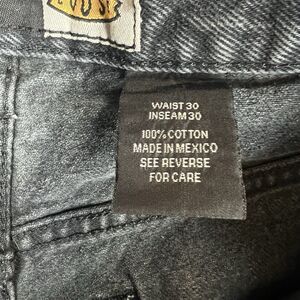 WAIST 30
INSEAM 30
100% COTTON
MADE IN MEXICO
SEE REVERSE
FOR CARE